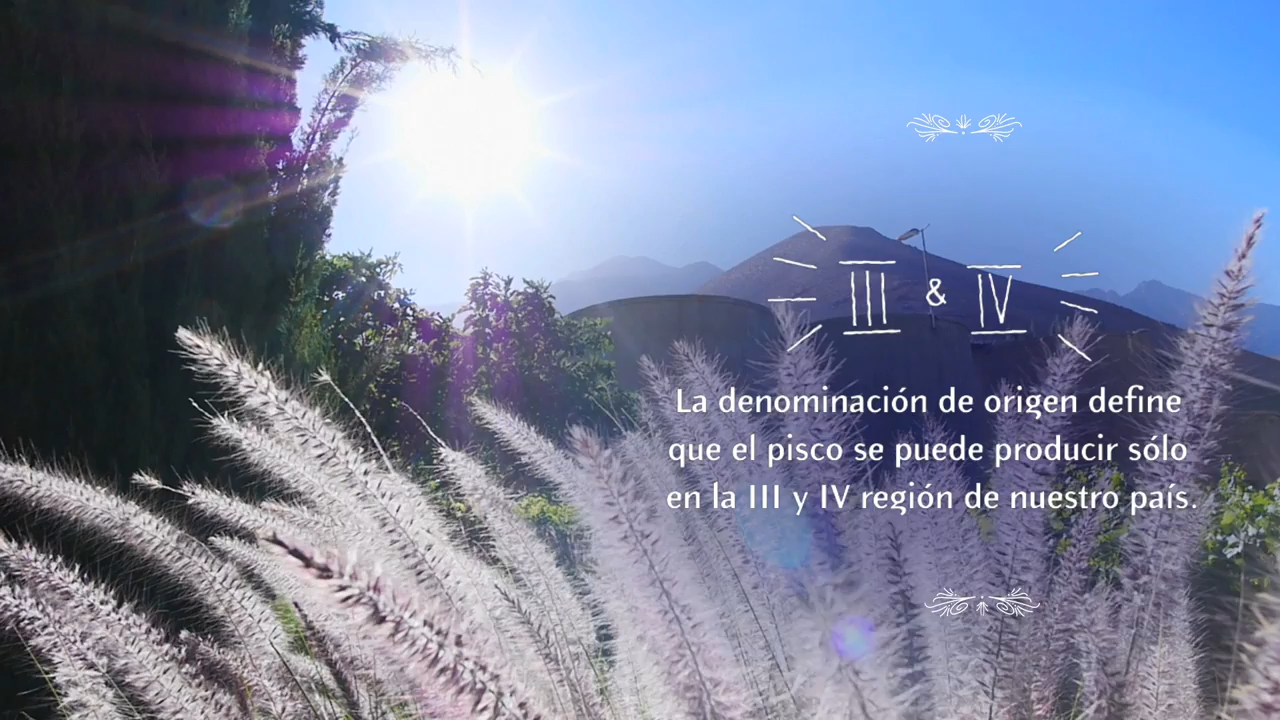 III & IV
La denominación de origen define
que el pisco se puede producir sólo
en la III y IV región de nuestro país.